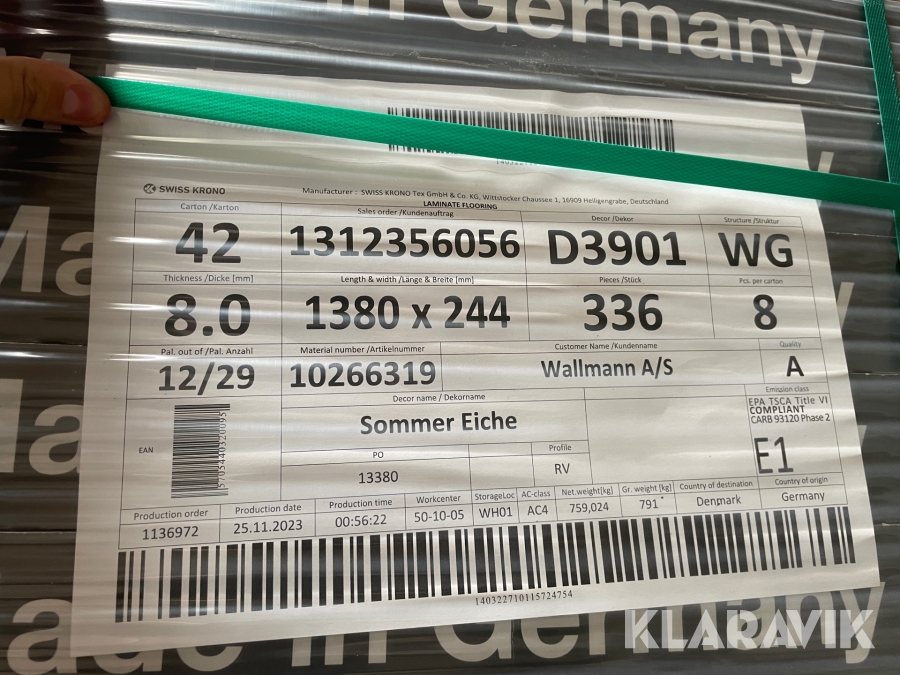 in Germany
SWISS KRONO
Manufacturer : SWISS KRONO Tex GmbH & Co. KG, Wittstocker Chaussee 1, 16909 Heiligengrabe, Deutschland
LAMINATE FLOORING
Carton /Karton
Sales order /Kundenauftrag
Decor /Dekor
Structure /Struktur
42
1312356056
D3901
WG
Thickness /Dicke [mm]
Length & width /Länge & Breite [mm]
Pieces /Stück
Pcs. per carton
8.0
1380 x 244
336
8
Pal. out of /Pal. Anzahl
Material number /Artikelnummer
Customer Name /Kundenname
Quality
12/29
10266319
Wallmann A/S
A
Decor name / Dekorname
Emission class
Sommer Eiche
EPA TSCA Title VI
COMPLIANT
CARB 93120 Phase 2
E1
EAN
PO
Profile
13380
RV
Production order
Production date
Production time
Workcenter
StorageLoc
AC-class
Net.weight[kg]
Gr. weight [kg]
Country of destination
Country of origin
1136972
25.11.2023
00:56:22
50-10-05
WH01
AC4
759,024
791
Denmark
Germany
140322710115724754
Made in Germany
KLARAVIK